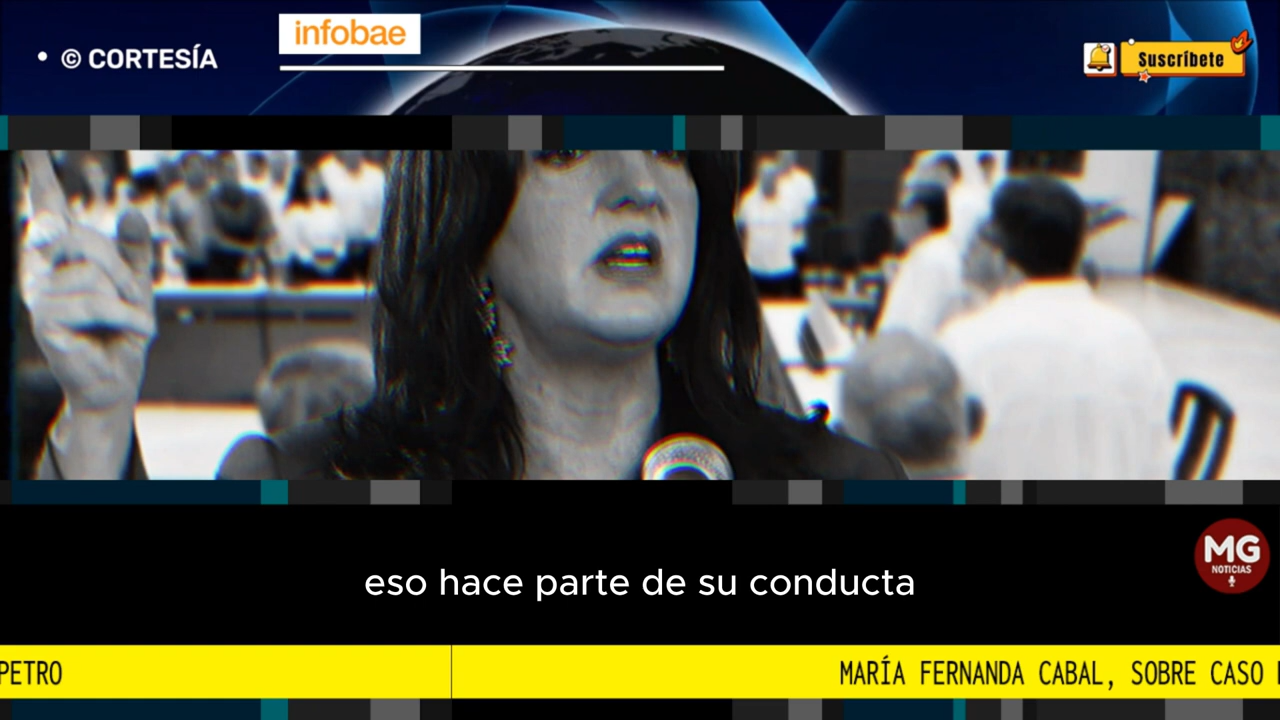 infobae
• © CORTESÍA
Suscríbete
eso hace parte de su conducta
MG
NOTICIAS
PETRO
MARÍA FERNANDA CABAL, SOBRE CASO